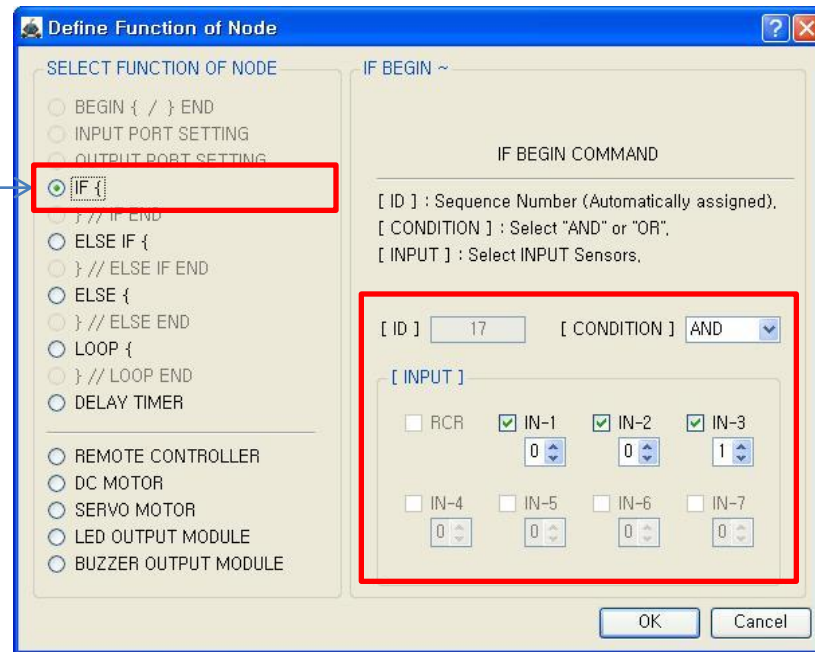 Define Function of Node
SELECT FUNCTION OF NODE
BEGIN { / } END
INPUT PORT SETTING
OUTPUT PORT SETTING
IF {
} // IF END
ELSE IF {
} // ELSE IF END
ELSE {
} // ELSE END
LOOP {
} // LOOP END
DELAY TIMER
REMOTE CONTROLLER
DC MOTOR
SERVO MOTOR
LED OUTPUT MODULE
BUZZER OUTPUT MODULE
IF BEGIN ~
IF BEGIN COMMAND
[ ID ] : Sequence Number (Automatically assigned),
[ CONDITION ] : Select "AND" or "OR",
[ INPUT ] : Select INPUT Sensors,
[ ID ] 17 [ CONDITION ] AND
[ INPUT ]
RCR IN-1 IN-2 IN-3
0 0 1
IN-4 IN-5 IN-6 IN-7
0 0 0 0
OK Cancel